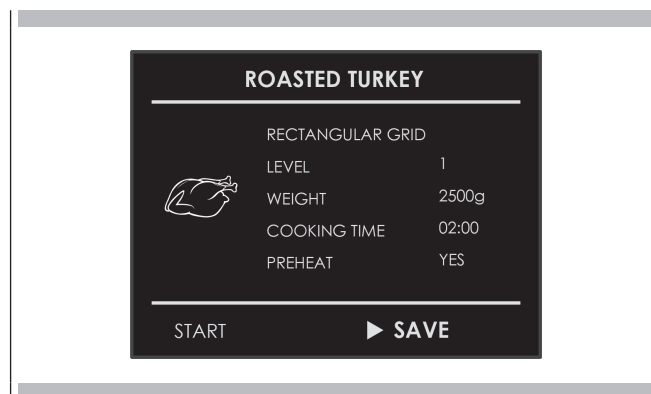 ROASTED TURKEY
RECTANGULAR GRID
LEVEL 1
WEIGHT 2500g
COOKING TIME 02:00
PREHEAT YES
START ▶ SAVE